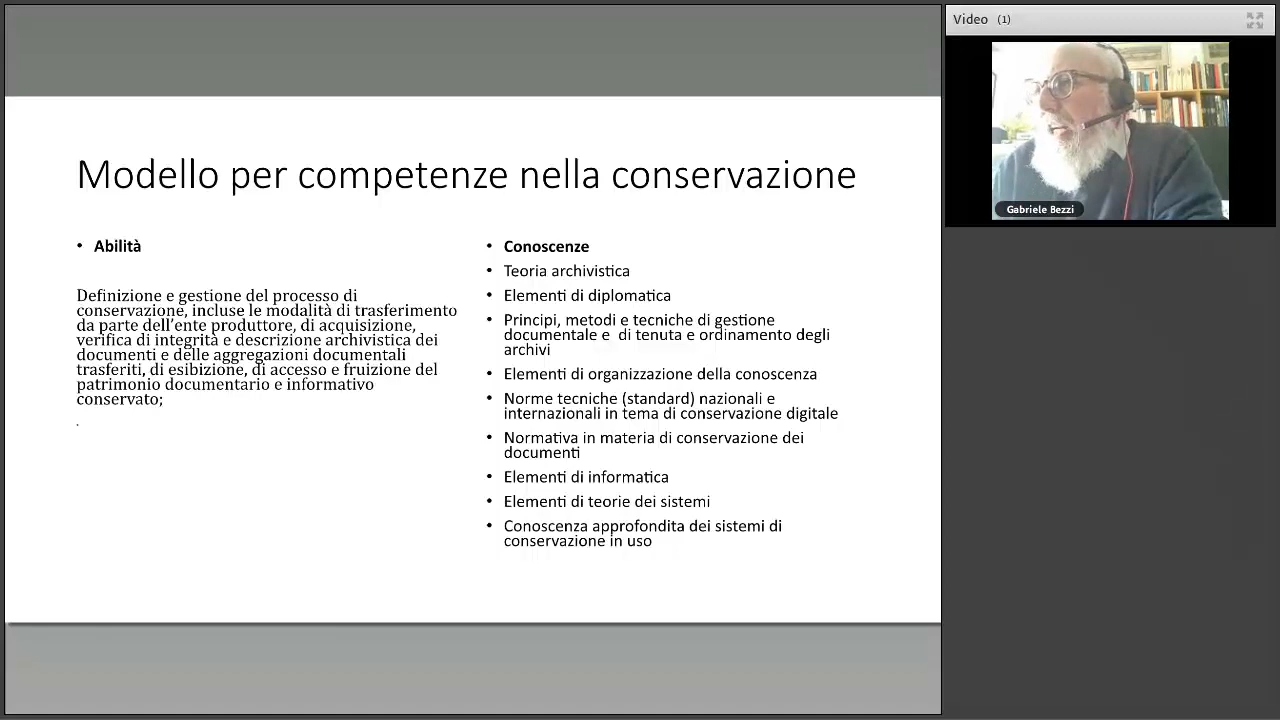 Modello per competenze nella conservazione
• Abilità
Definizione e gestione del processo di
conservazione, incluse le modalità di trasferimento
da parte dell'ente produttore, di acquisizione,
verifica di integrità e descrizione archivistica dei
documenti e delle aggregazioni documentali
trasferiti, di esibizione, di accesso e fruizione del
patrimonio documentario e informativo
conservato;
.
• Conoscenze
• Teoria archivistica
• Elementi di diplomatica
• Principi, metodi e tecniche di gestione
documentale e  di tenuta e ordinamento degli
archivi
• Elementi di organizzazione della conoscenza
• Norme tecniche (standard) nazionali e
internazionali in tema di conservazione digitale
• Normativa in materia di conservazione dei
documenti
• Elementi di informatica
• Elementi di teorie dei sistemi
• Conoscenza approfondita dei sistemi di
conservazione in uso
Video (1)
Gabriele Bezzi